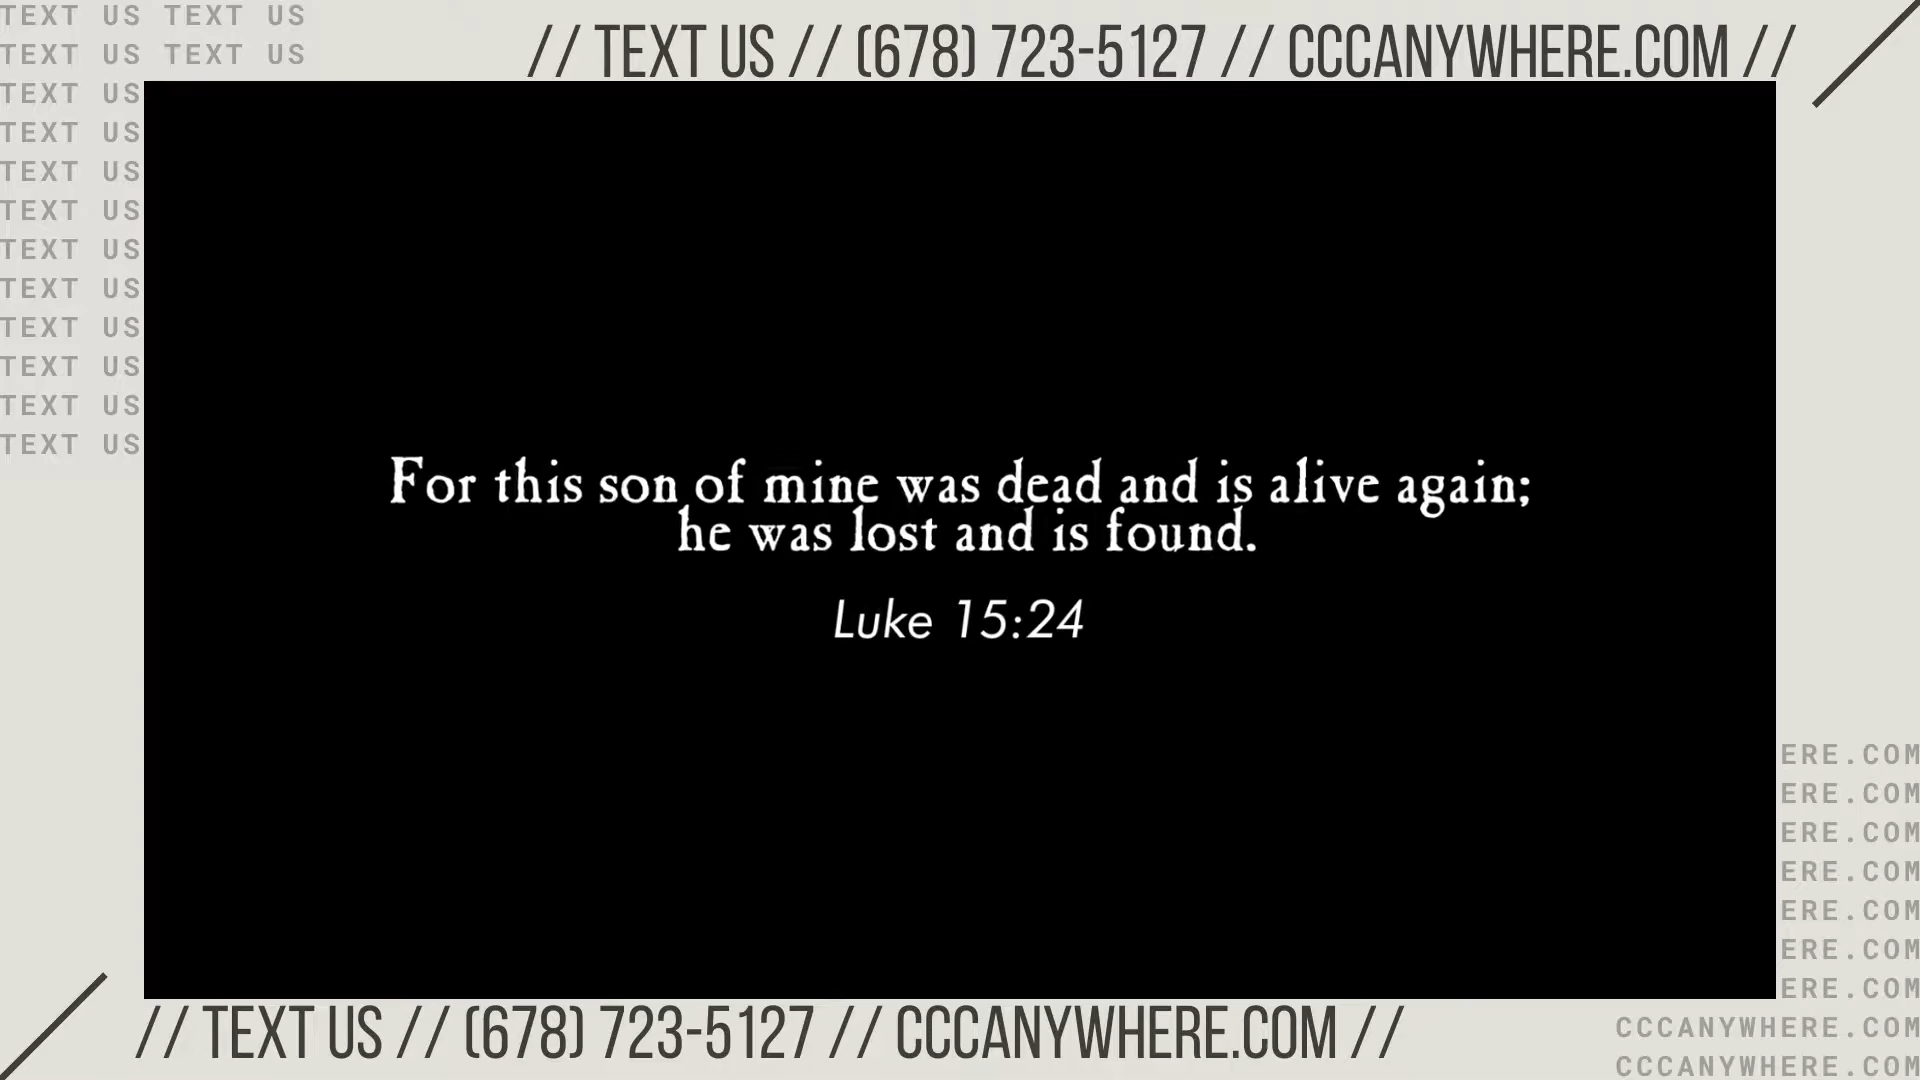 TEXT US TEXT US
TEXT US TEXT US
// TEXT US // (678) 723-5127 // CCCANYWHERE.COM //
TEXT US
TEXT US
TEXT US
TEXT US
TEXT US
TEXT US
TEXT US
TEXT US
TEXT US
TEXT US
For this son of mine was dead and is alive again;
he was lost and is found.
Luke 15:24
ERE.COM
ERE.COM
ERE.COM
ERE.COM
ERE.COM
ERE.COM
ERE.COM
// TEXT US // (678) 723-5127 // CCCANYWHERE.COM //
CCCANYWHERE.COM
CCCANYWHERE.COM